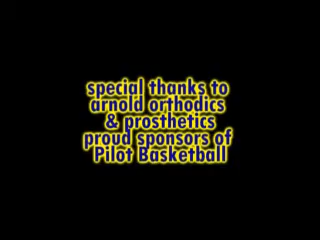 special thanks to
arnold orthodics
& prosthetics
proud sponsors of
Pilot Basketball